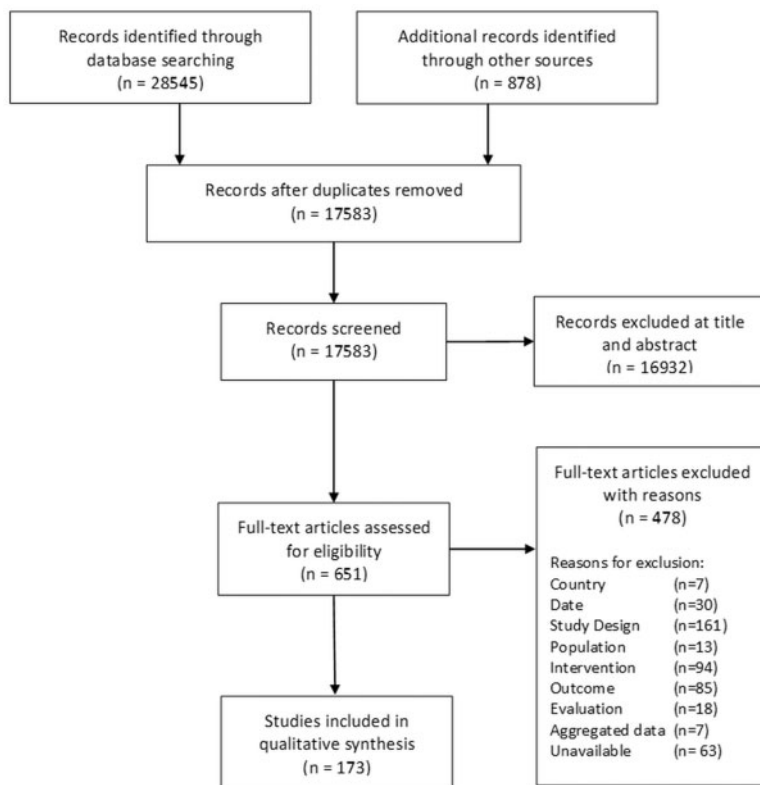 Records identified through
database searching
(n = 28545)
Additional records identified
through other sources
(n = 878)
Records after duplicates removed
(n = 17583)
Records screened
(n = 17583)
Records excluded at title
and abstract
(n = 16932)
Full-text articles assessed
for eligibility
(n = 651)
Full-text articles excluded
with reasons
(n = 478)
Reasons for exclusion:
Country (n=7)
Date (n=30)
Study Design (n=161)
Population (n=13)
Intervention (n=94)
Outcome (n=85)
Evaluation (n=18)
Aggregated data (n=7)
Unavailable (n= 63)
Studies included in
qualitative synthesis
(n = 173)